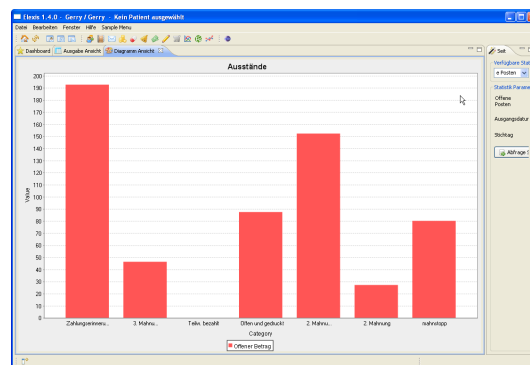 Elexis 1.4.0 - Gerry / Gerry - Kein Patient ausgewählt
Datei Bearbeiten Fenster Hilfe Sample Menu
Dashboard Ausgabe Ansicht Diagramm Ansicht
Seit
Verfügbare Stat
e Posten
Statistik Parame
Offene
Posten
Ausgangsdatur
Stichtag
Abfrage S
Ausstände
200
190
180
170
160
150
140
130
120
110
100
90
80
70
60
50
40
30
20
10
0
Value
Zahlungserinneru... 3. Mahnu... Teilw. bezahlt Offen und gedruckt 2. Mahnu... 2. Mahnung mahnstopp
Category
Offener Betrag